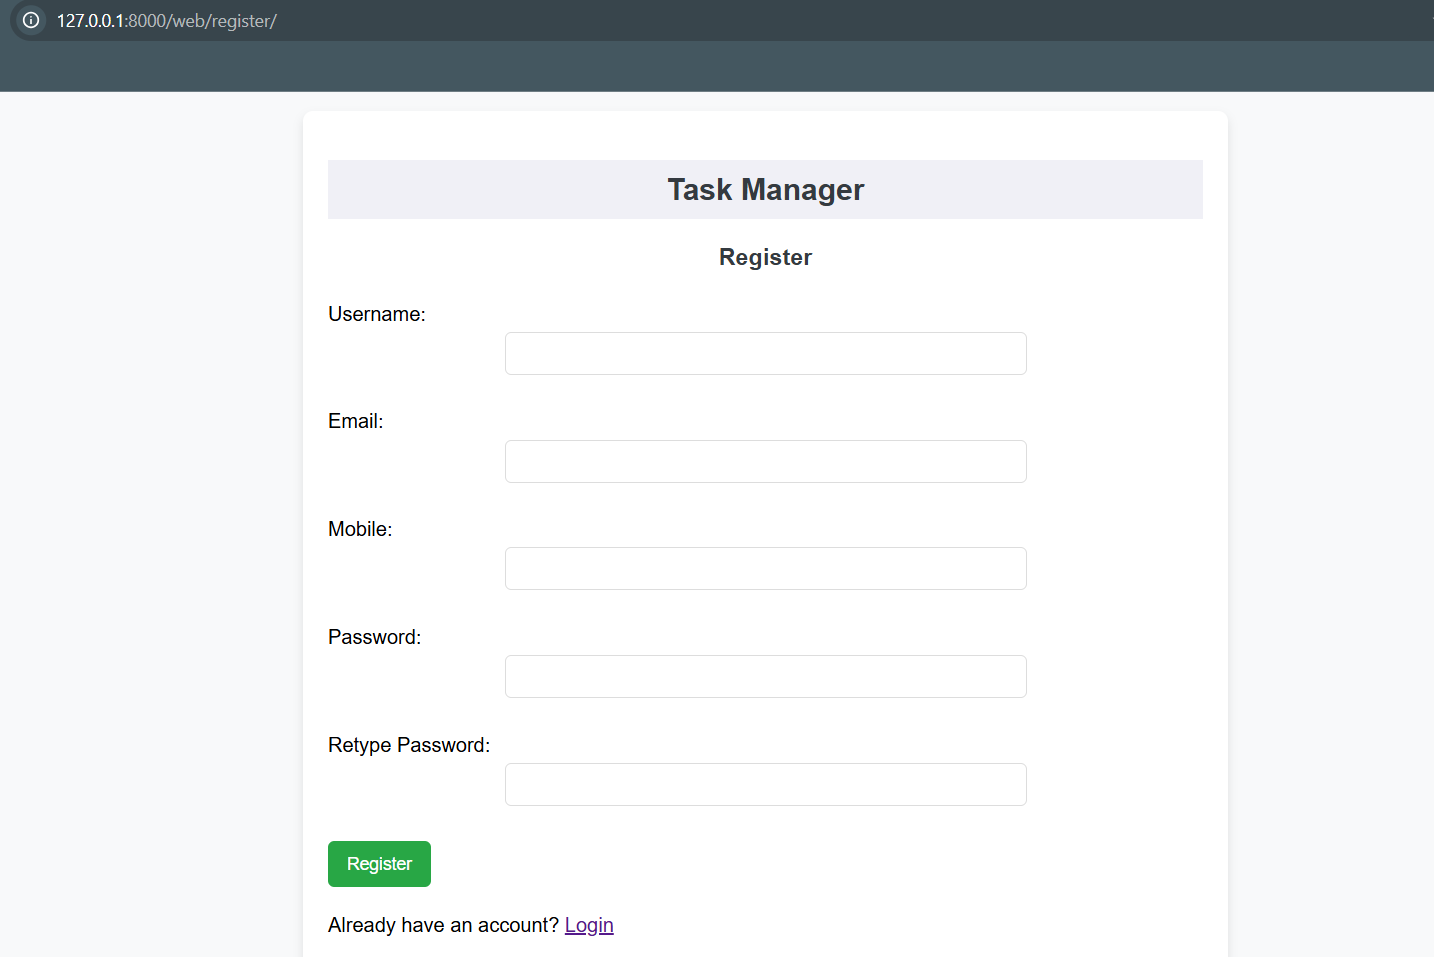 127.0.0.1:8000/web/register/
Task Manager
Register
Username:
Email:
Mobile:
Password:
Retype Password:
Register
Already have an account? Login